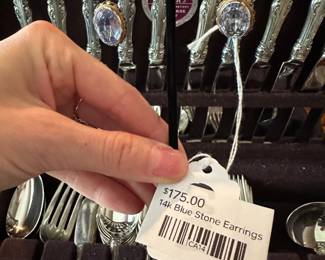 $175.00
14k Blue Stone Earrings
CA14